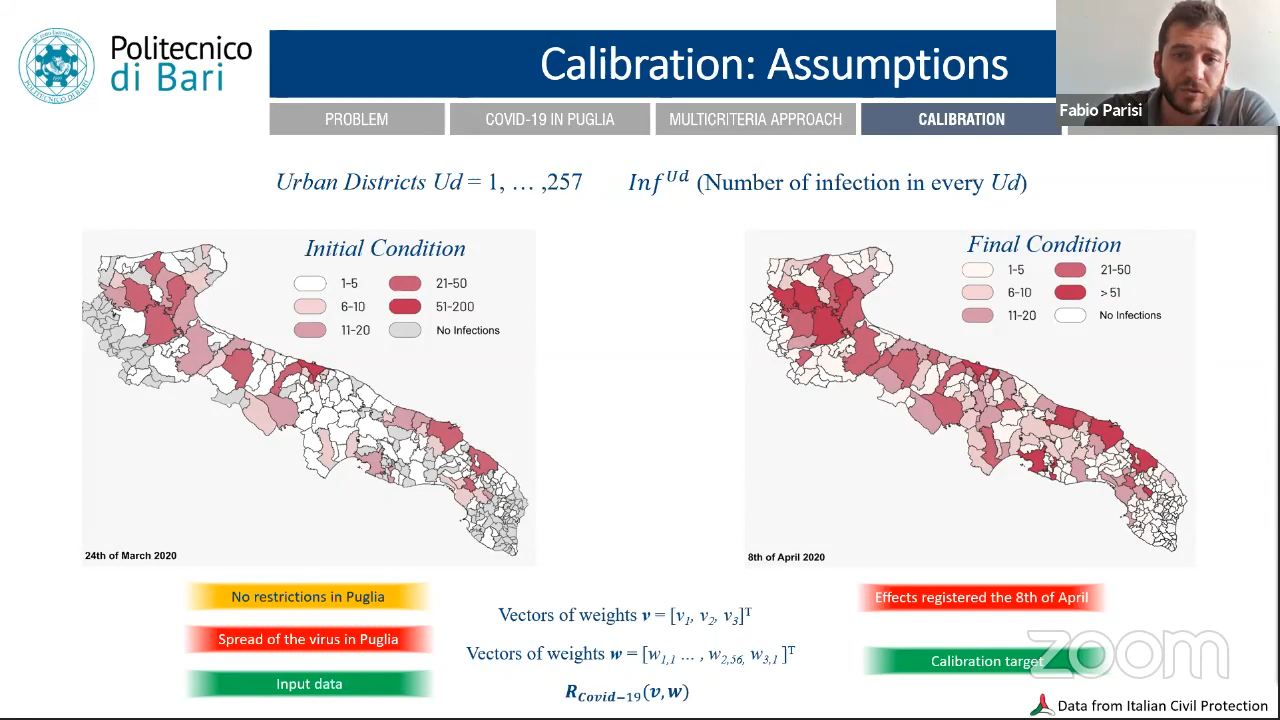 Politecnico
di Bari
Calibration: Assumptions
Fabio Parisi
PROBLEM
COVID-19 IN PUGLIA
MULTICRITERIA APPROACH
CALIBRATION
Urban Districts Ud = 1, … ,257
Inf^Ud (Number of infection in every Ud)
Initial Condition
1-5
21-50
6-10
51-200
11-20
No Infections
24th of March 2020
Final Condition
1-5
21-50
6-10
>51
11-20
No Infections
8th of April 2020
No restrictions in Puglia
Spread of the virus in Puglia
Input data
Vectors of weights v = [v1, v2, v3]^T
Vectors of weights w = [w1,1 … , w2,56, w3,1 ]^T
R_Covid−19(v, w)
Effects registered the 8th of April
Calibration target
zoom
Data from Italian Civil Protection